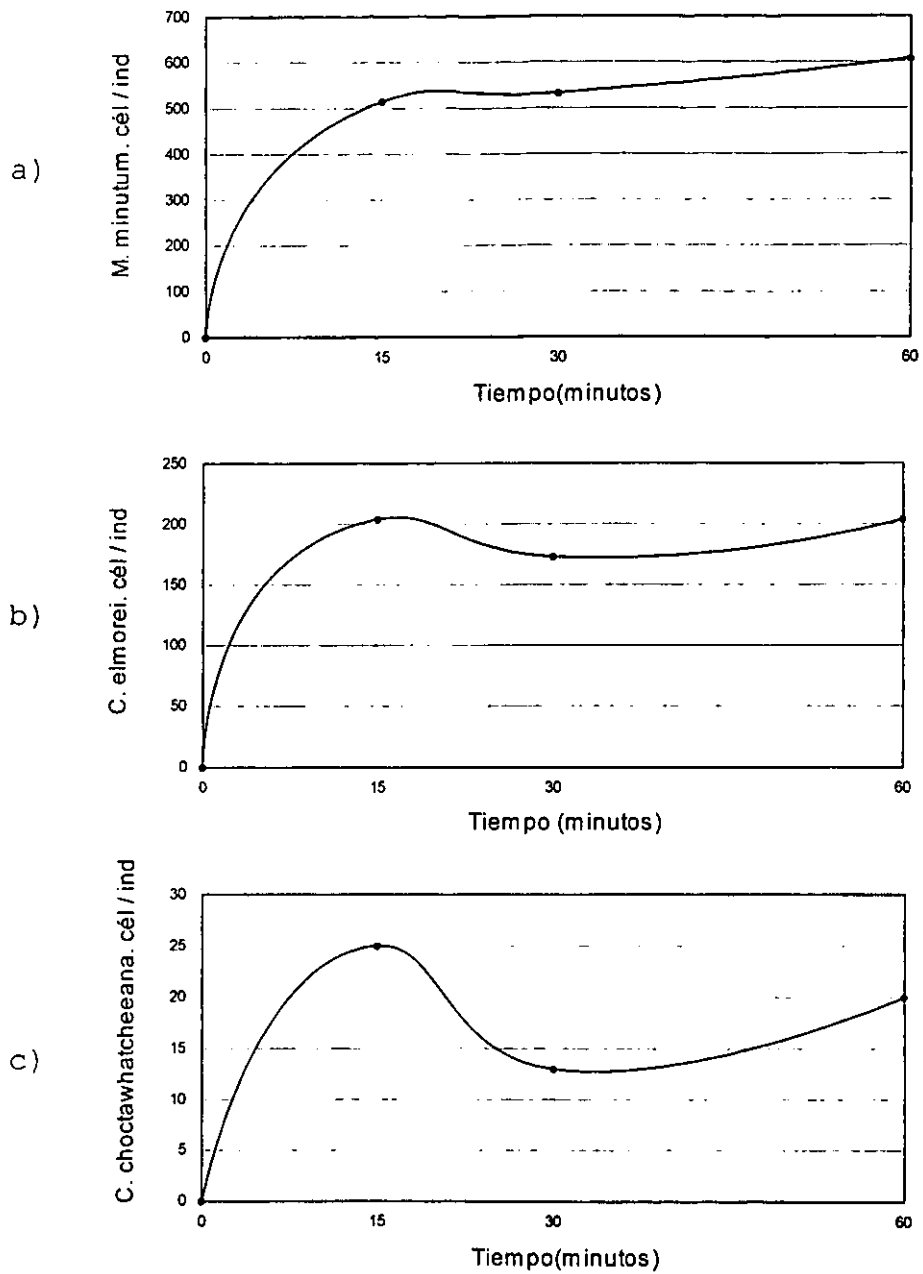 a)
M. minutum. cél / ind
700
600
500
400
300
200
100
0
0 15 30 60
Tiempo(minutos)
b)
C. elmorei. cél / ind
250
200
150
100
50
0
0 15 30 60
Tiempo (minutos)
c)
C. choctawhatcheeana. cél / ind
30
25
20
15
10
5
0
0 15 30 60
Tiempo(minutos)